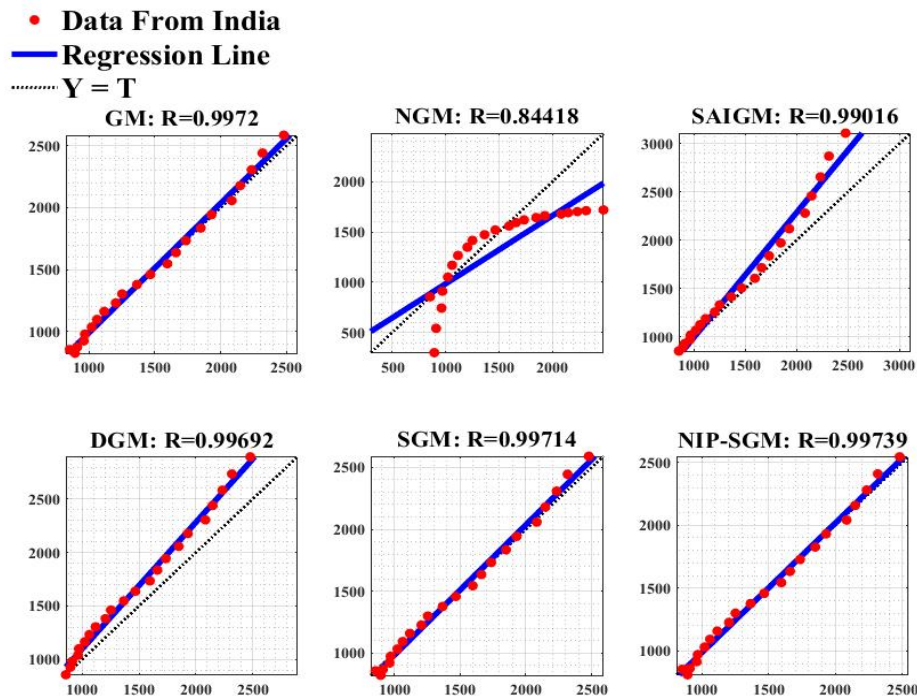 Data From India
Regression Line
Y = T
GM: R=0.9972
2500
2000
1500
1000
1000 1500 2000 2500
NGM: R=0.84418
2000
1500
1000
500
500 1000 1500 2000
SAIGM: R=0.99016
3000
2500
2000
1500
1000
1000 1500 2000 2500 3000
DGM: R=0.99692
2500
2000
1500
1000
1000 1500 2000 2500
SGM: R=0.99714
2500
2000
1500
1000
1000 1500 2000 2500
NIP-SGM: R=0.99739
2500
2000
1500
1000
1000 1500 2000 2500